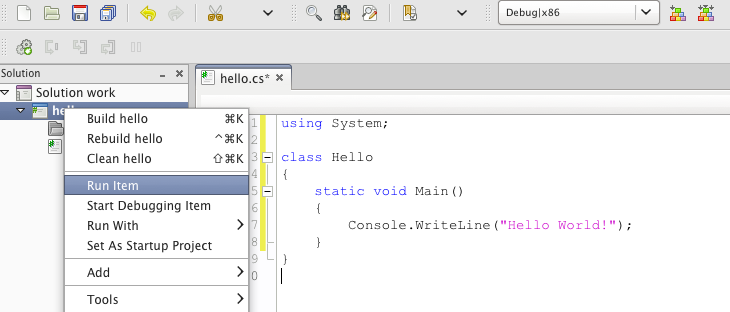 Debug|x86
Solution
hello.cs*
Solution work
Build hello ⌘K
Rebuild hello ^⌘K
Clean hello ⇧⌘K
Run Item
Start Debugging Item
Run With
Set As Startup Project
Add
Tools
1 using System;
3 class Hello
4 {
5 static void Main()
6 {
7 Console.WriteLine("Hello World!");
8 }
9 }
0